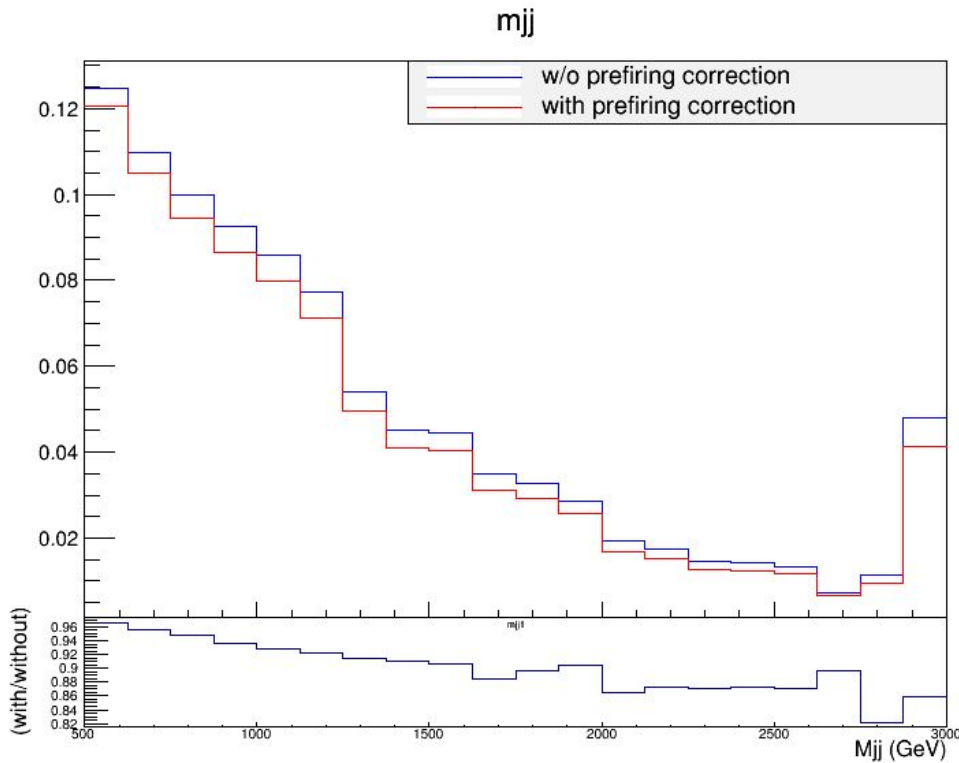 mjj
w/o prefiring correction
with prefiring correction
0.12
0.1
0.08
0.06
0.04
0.02
mjj1
(with/without)
0.96
0.94
0.92
0.9
0.88
0.86
0.84
0.82
500 1000 1500 2000 2500 3000
Mjj (GeV)